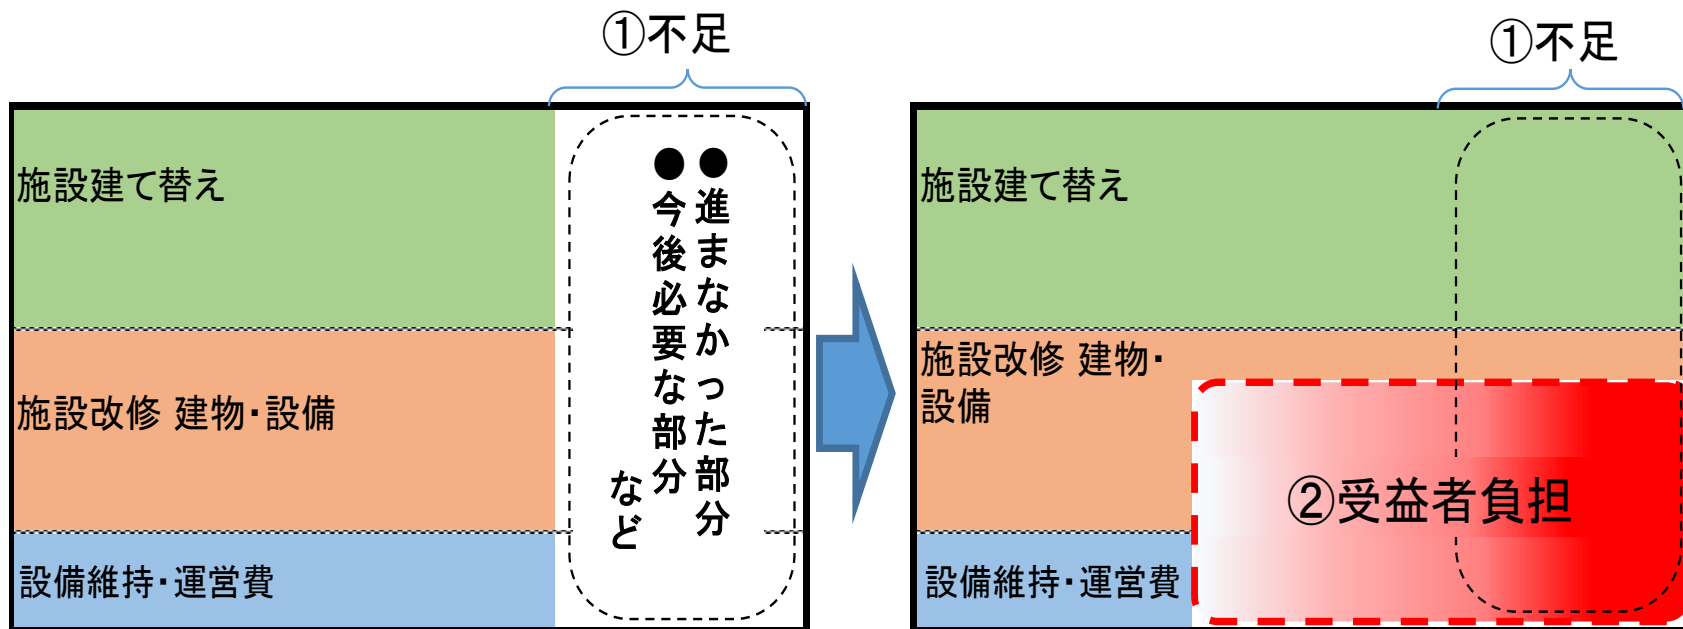 ①不足
施設建て替え
施設改修 建物・設備
設備維持・運営費
●進まなかった部分
●今後必要な部分
など
①不足
施設建て替え
施設改修 建物・
設備
②受益者負担
設備維持・運営費